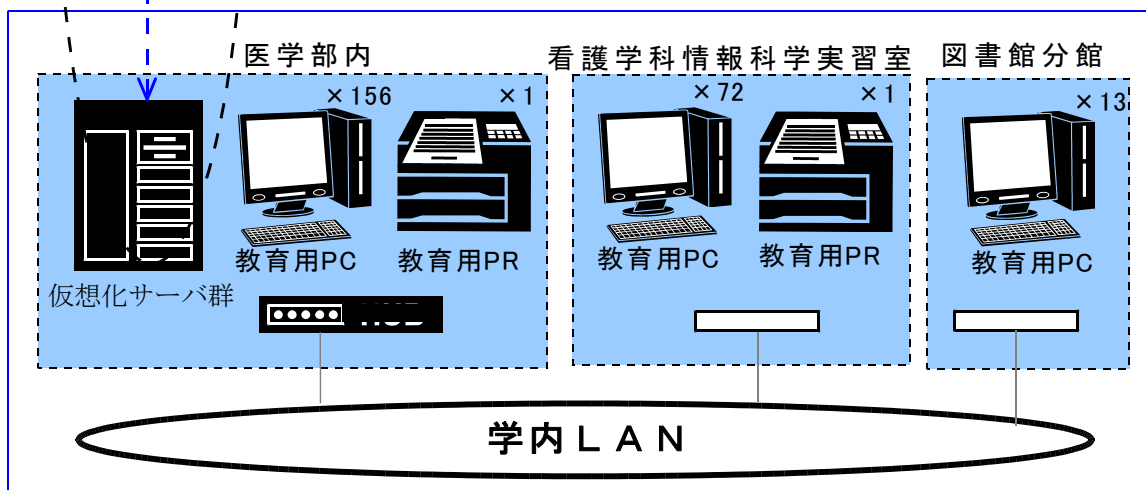 医学部内
看護学科情報科学実習室
図書館分館
×156
×1
×72
×1
×13
教育用PC
教育用PR
教育用PC
教育用PR
教育用PC
仮想化サーバ群
HUB
学内LAN